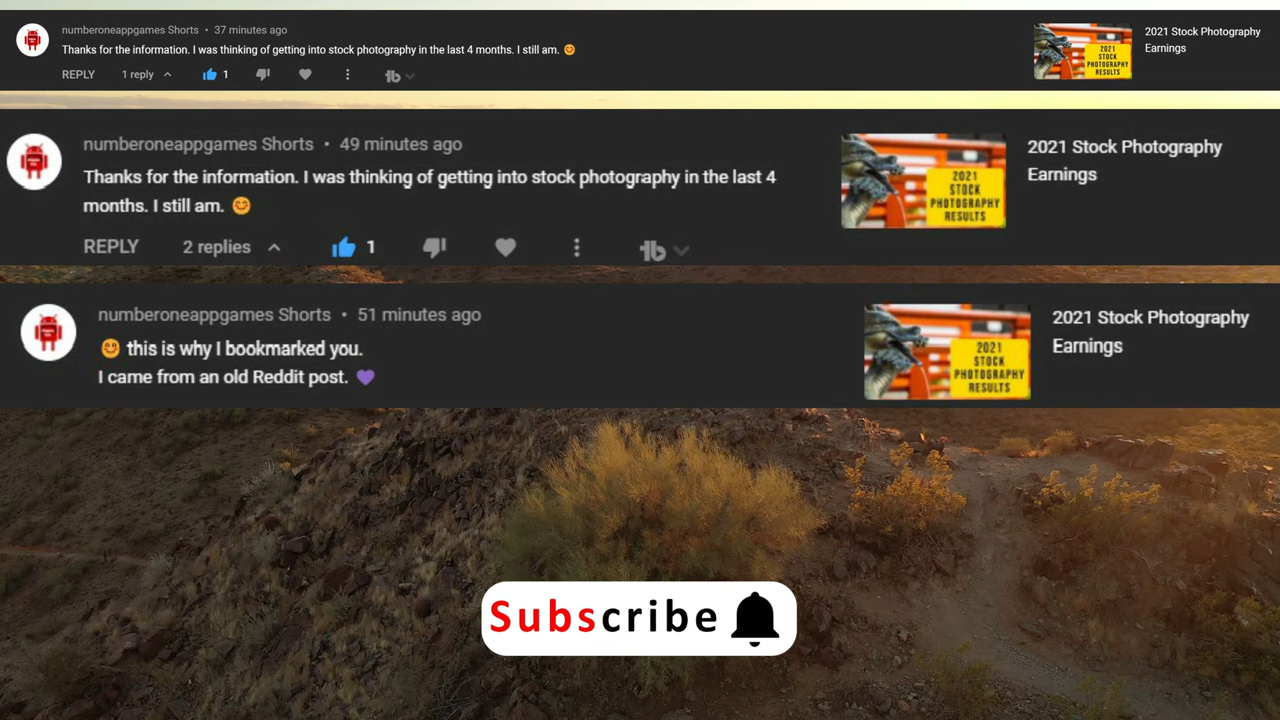 numberoneappgames Shorts • 37 minutes ago
Thanks for the information. I was thinking of getting into stock photography in the last 4 months. I still am. 😊
REPLY 1 reply 1
2021 Stock Photography
Earnings
2021
STOCK
PHOTOGRAPHY
RESULTS
numberoneappgames Shorts • 49 minutes ago
Thanks for the information. I was thinking of getting into stock photography in the last 4
months. I still am. 😊
REPLY 2 replies 1
2021
STOCK
PHOTOGRAPHY
RESULTS
2021 Stock Photography
Earnings
numberoneappgames Shorts • 51 minutes ago
😊 this is why I bookmarked you.
I came from an old Reddit post. 💜
2021
STOCK
PHOTOGRAPHY
RESULTS
2021 Stock Photography
Earnings
Subscribe